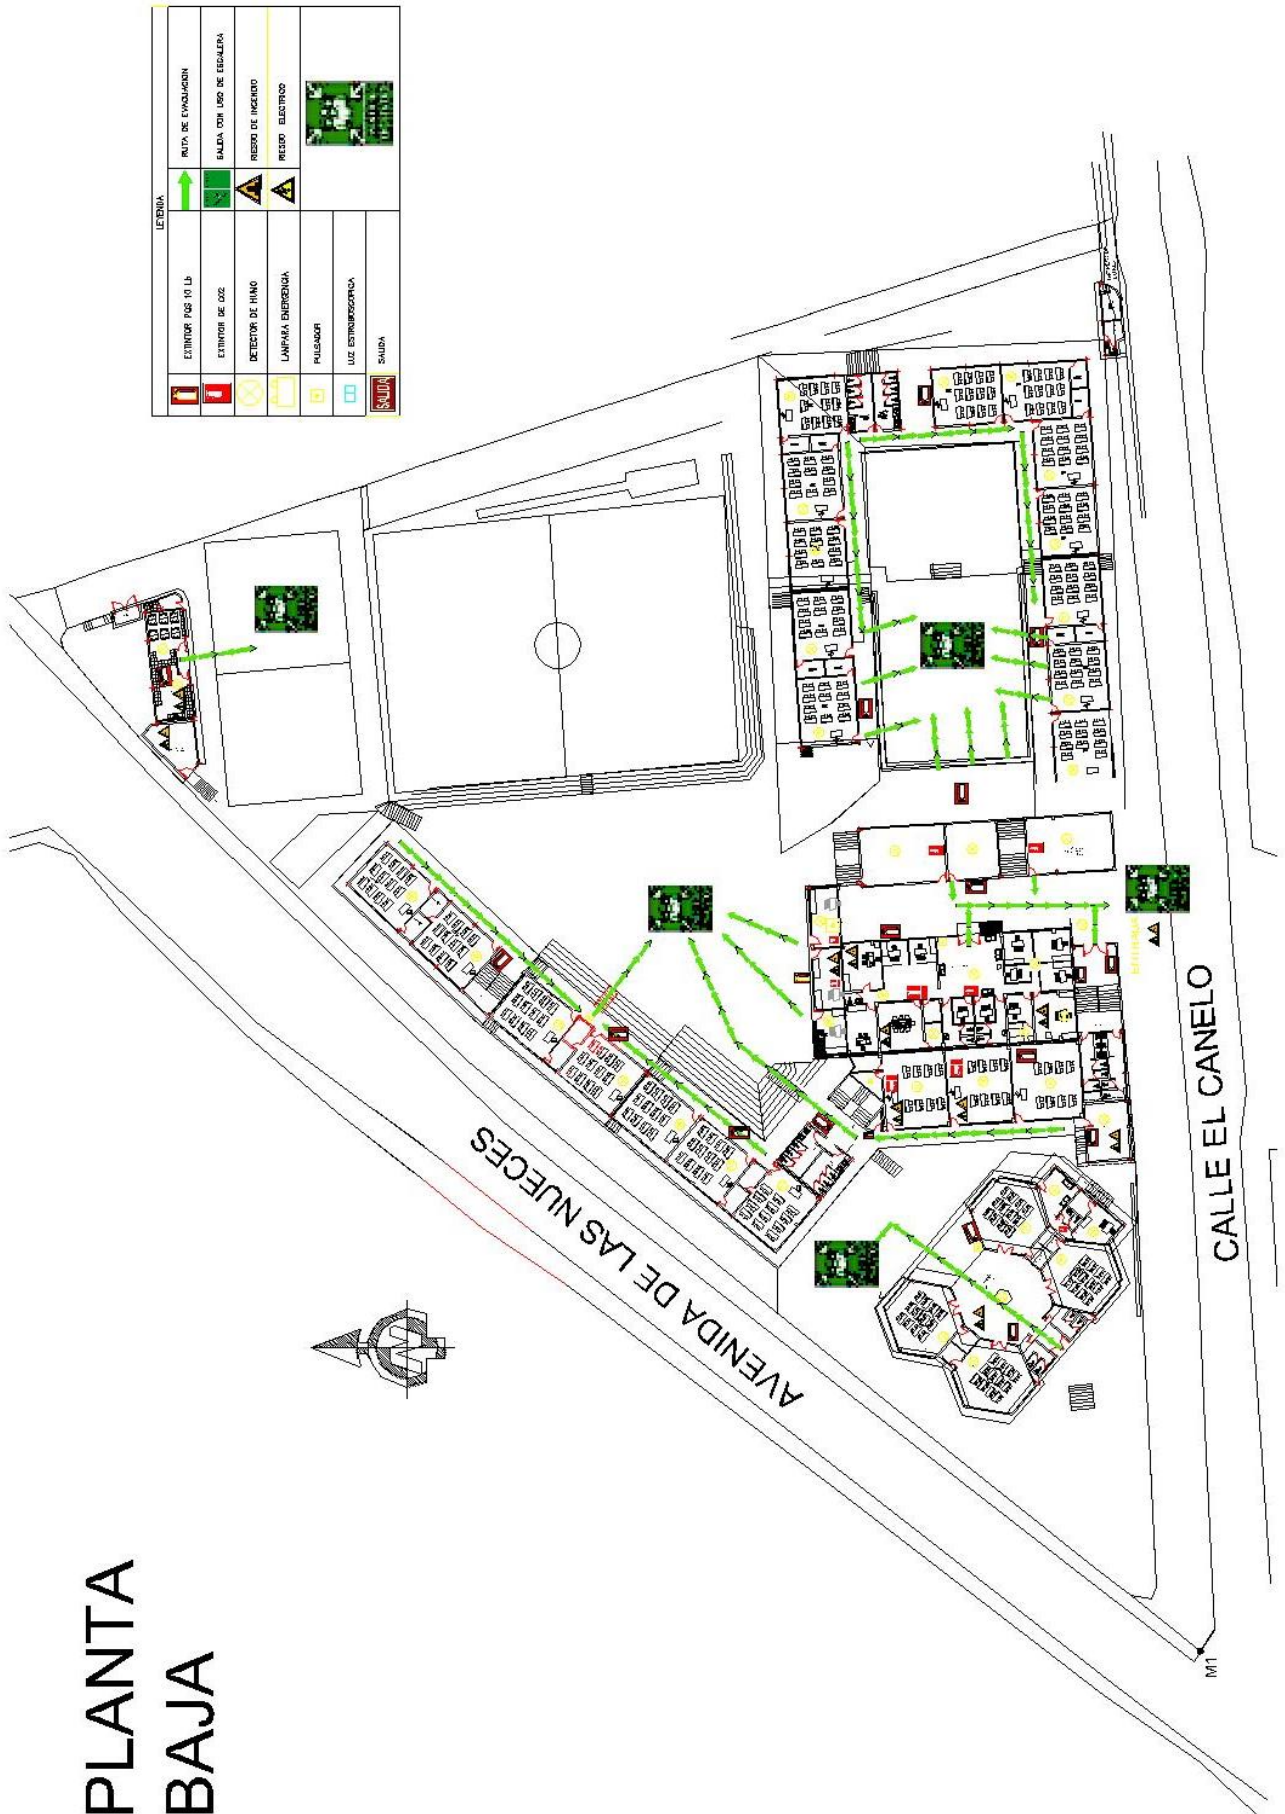 PLANTA
BAJA
LEYENDA
EXTINTOR PQS 10 Lb
RUTA DE EVACUACION
EXTINTOR DE CO2
SALIDA CON USO DE ESCALERA
DETECTOR DE HUMO
RIESGO DE INCENDIO
LAMPARA EMERGENCIA
RIESGO ELECTRICO
PULSADOR
LUZ ESTROBOSCOPICA
SALIDA
SALIDA
AVENIDA DE LAS NUECES
CALLE EL CANELO
M1